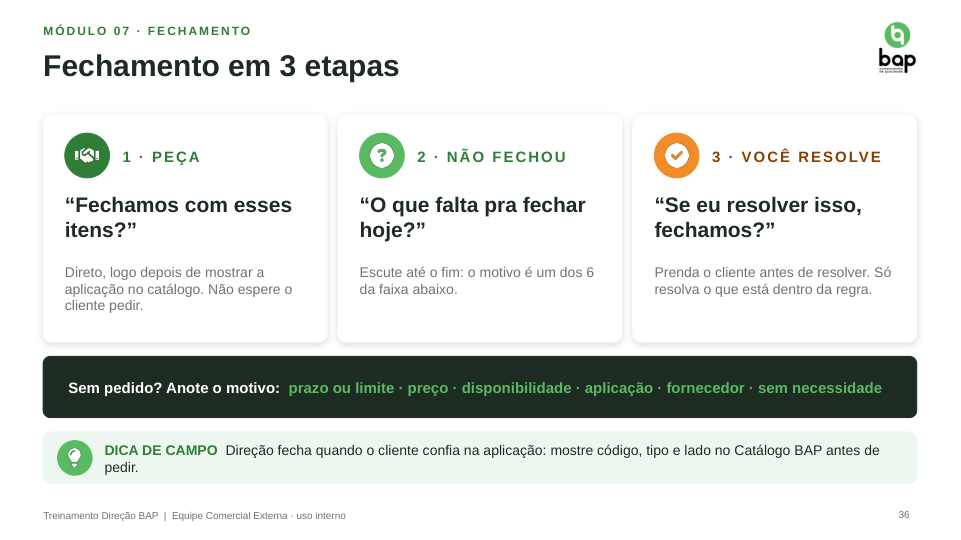 MÓDULO 07 · FECHAMENTO
Fechamento em 3 etapas
bap
1 · PEÇA
“Fechamos com esses
itens?”
Direto, logo depois de mostrar a
aplicação no catálogo. Não espere o
cliente pedir.
2 · NÃO FECHOU
“O que falta pra fechar
hoje?”
Escute até o fim: o motivo é um dos 6
da faixa abaixo.
3 · VOCÊ RESOLVE
“Se eu resolver isso,
fechamos?”
Prenda o cliente antes de resolver. Só
resolva o que está dentro da regra.
Sem pedido? Anote o motivo: prazo ou limite · preço · disponibilidade · aplicação · fornecedor · sem necessidade
DICA DE CAMPO Direção fecha quando o cliente confia na aplicação: mostre código, tipo e lado no Catálogo BAP antes de
pedir.
Treinamento Direção BAP | Equipe Comercial Externa · uso interno
36